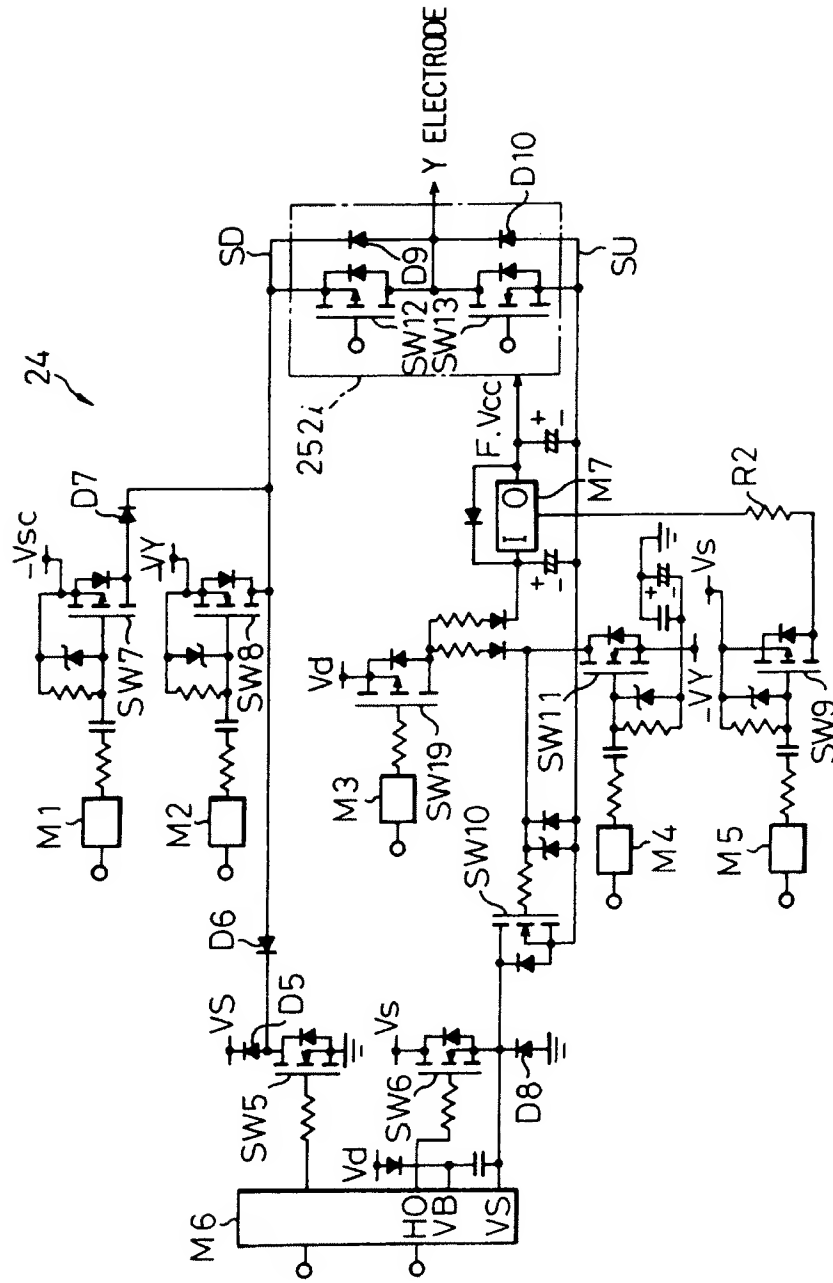 24
M1
SW7
-Vsc
D7
M2
SW8
-VY
SD
D6
VS
D5
SW5
252i
SW12
D9
SW13
Y ELECTRODE
D10
SU
F.Vcc
I O
M7
Vd
M3
SW19
SW10
SW11
-VY
M4
R2
Vs
M5
SW9
M6
Vd
HO
VB
VS
Vs
SW6
D8
+
-
+
-
+
-